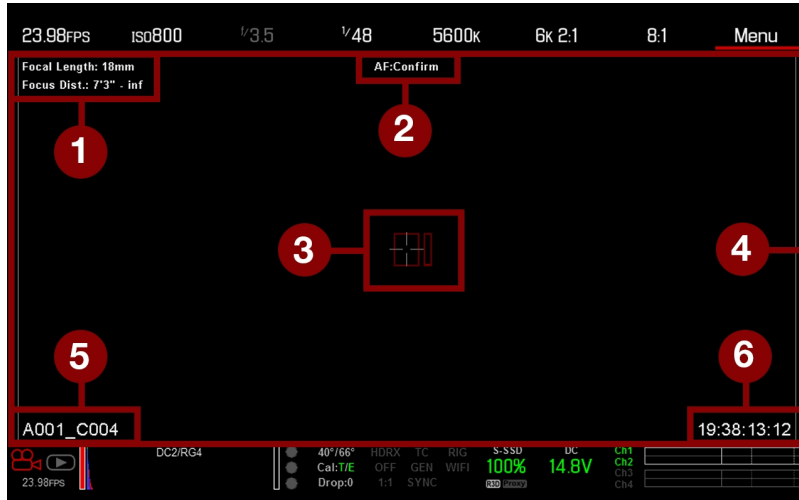 23.98FPS ISO800 f/3.5 1/48 5600K 6K 2:1 8:1 Menu
Focal Length: 18mm
Focus Dist.: 7'3" - inf
AF:Confirm
1
2
3
4
5
6
A001_C004
19:38:13:12
DC2/RG4
23.98FPS
40°/66° HDRX TC RIG
Cal:T/E OFF GEN WIFI
Drop:0 1:1 SYNC
S-SSD
100%
R3D Proxy
DC
14.8V
Ch1
Ch2
Ch3
Ch4